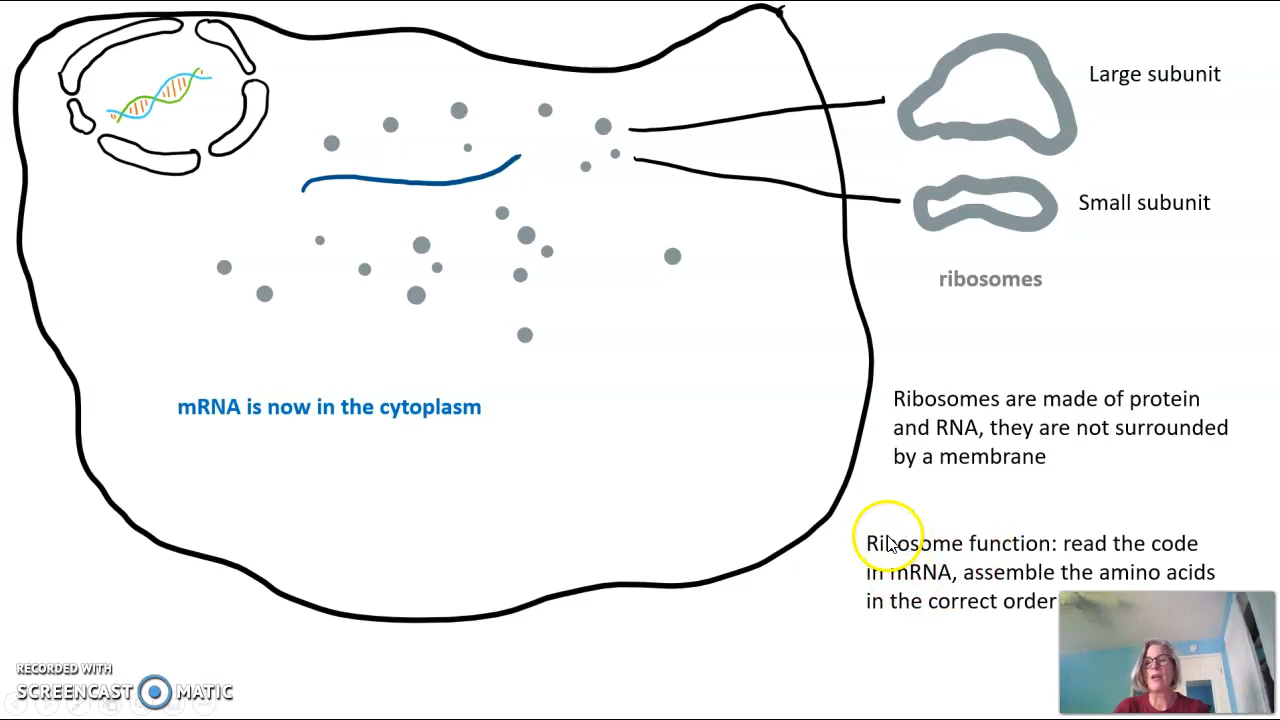 Large subunit
Small subunit
ribosomes
mRNA is now in the cytoplasm
Ribosomes are made of protein
and RNA, they are not surrounded
by a membrane
Ribosome function: read the code
in mRNA, assemble the amino acids
in the correct order
RECORDED WITH
SCREENCAST MATIC